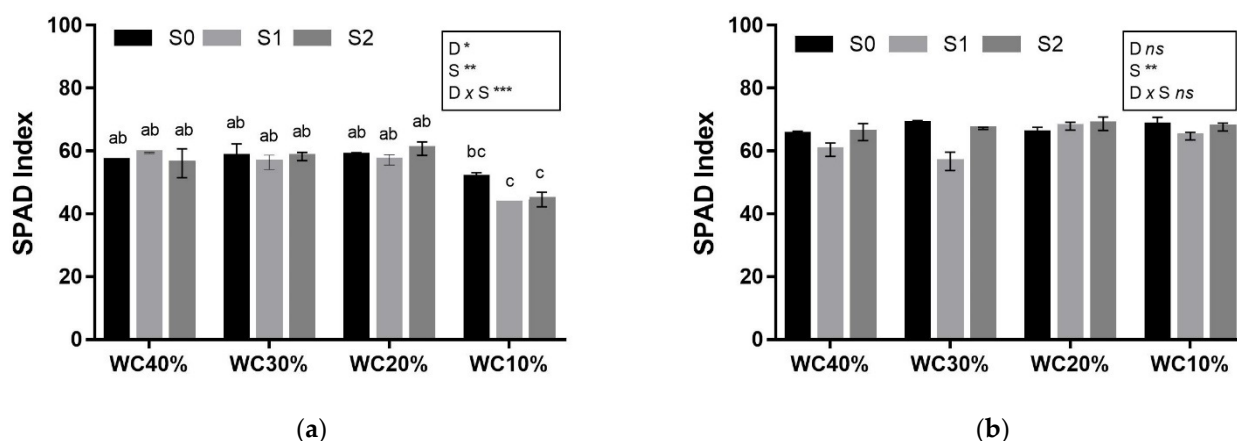 100
80
60
40
20
0
SPAD Index
S0 S1 S2
D *
S **
D x S ***
ab ab ab ab ab ab ab ab ab bc c c
WC40% WC30% WC20% WC10%
(a)
100
80
60
40
20
0
SPAD Index
S0 S1 S2
D ns
S **
D x S ns
WC40% WC30% WC20% WC10%
(b)